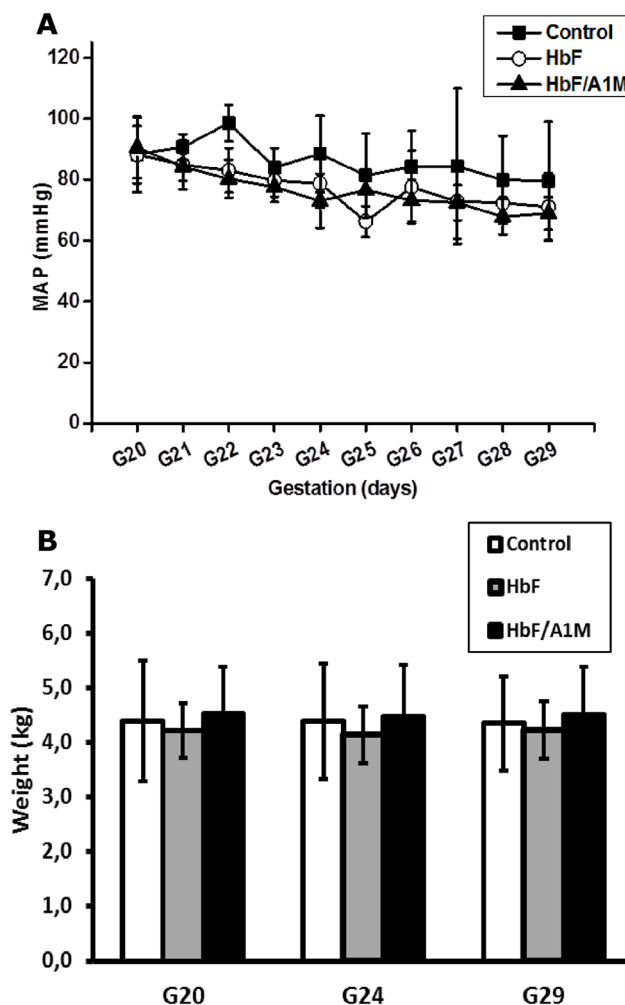 A
Control
HbF
HbF/A1M
120
100
80
60
40
20
0
MAP (mmHg)
G20 G21 G22 G23 G24 G25 G26 G27 G28 G29
Gestation (days)
B
Control
HbF
HbF/A1M
7,0
6,0
5,0
4,0
3,0
2,0
1,0
0,0
Weight (kg)
G20 G24 G29